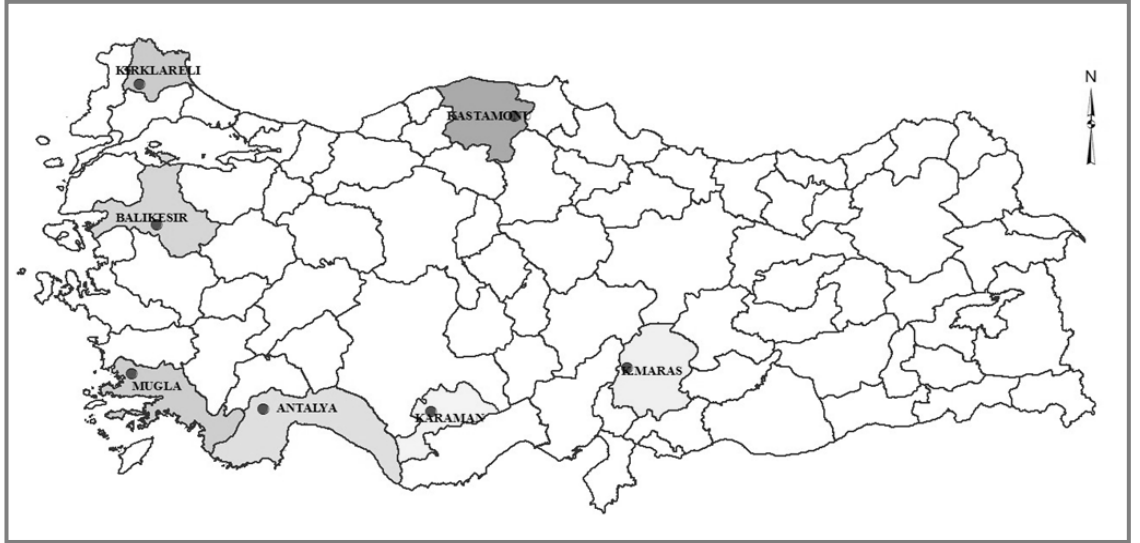 KIRKLARELI
N
KASTAMONU
S
BALIKESIR
K.MARAS
MUGLA
ANTALYA
KARAMAN